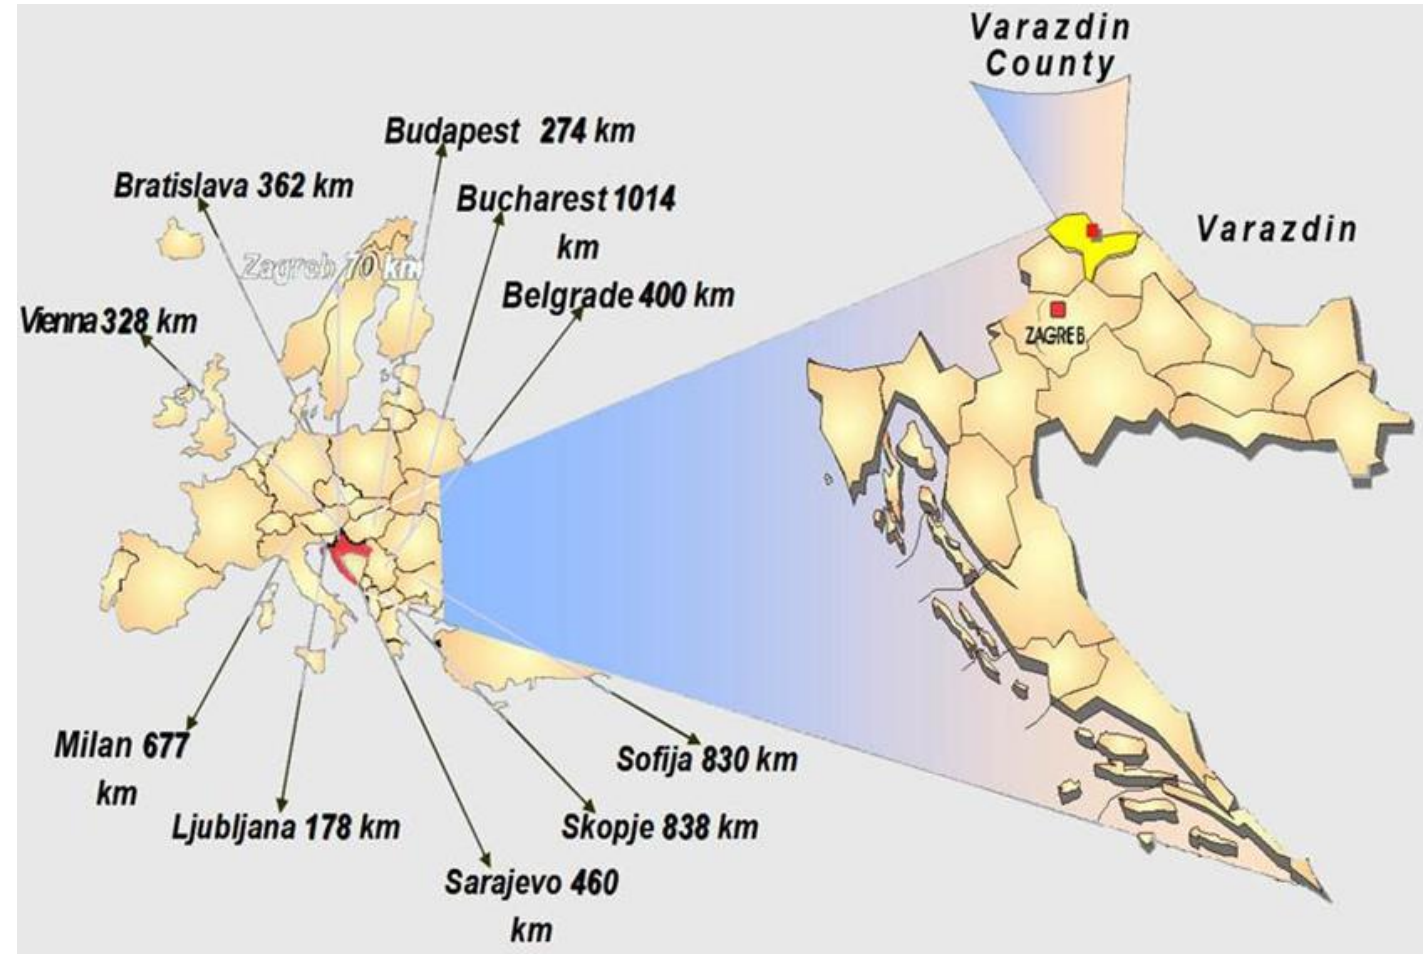 Varazdin
County
Budapest 274 km
Bratislava 362 km
Bucharest 1014
km
Varazdin
Zagreb 70 km
Belgrade 400 km
Vienna 328 km
ZAGREB
Milan 677
km
Sofija 830 km
Ljubljana 178 km
Skopje 838 km
Sarajevo 460
km